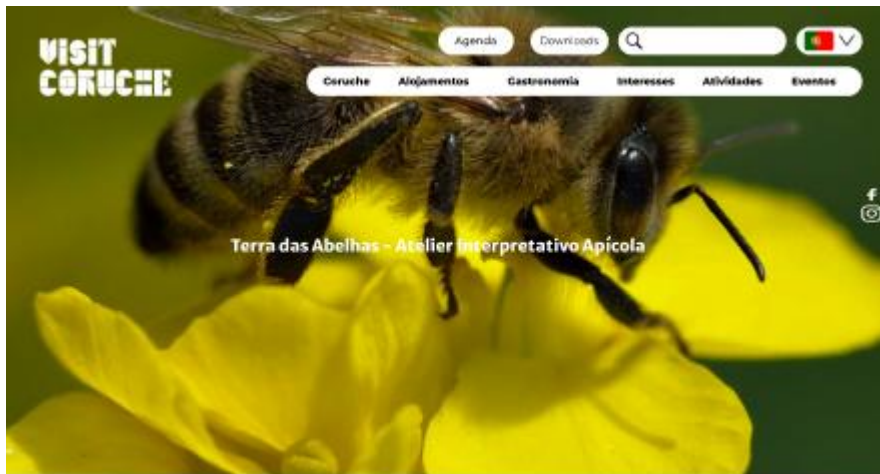 VISIT
CORUCHE
Agenda
Downloads
Coruche
Alojamentos
Gastronomia
Interesses
Atividades
Eventos
Terra das Abelhas - Atelier Interpretativo Apícola